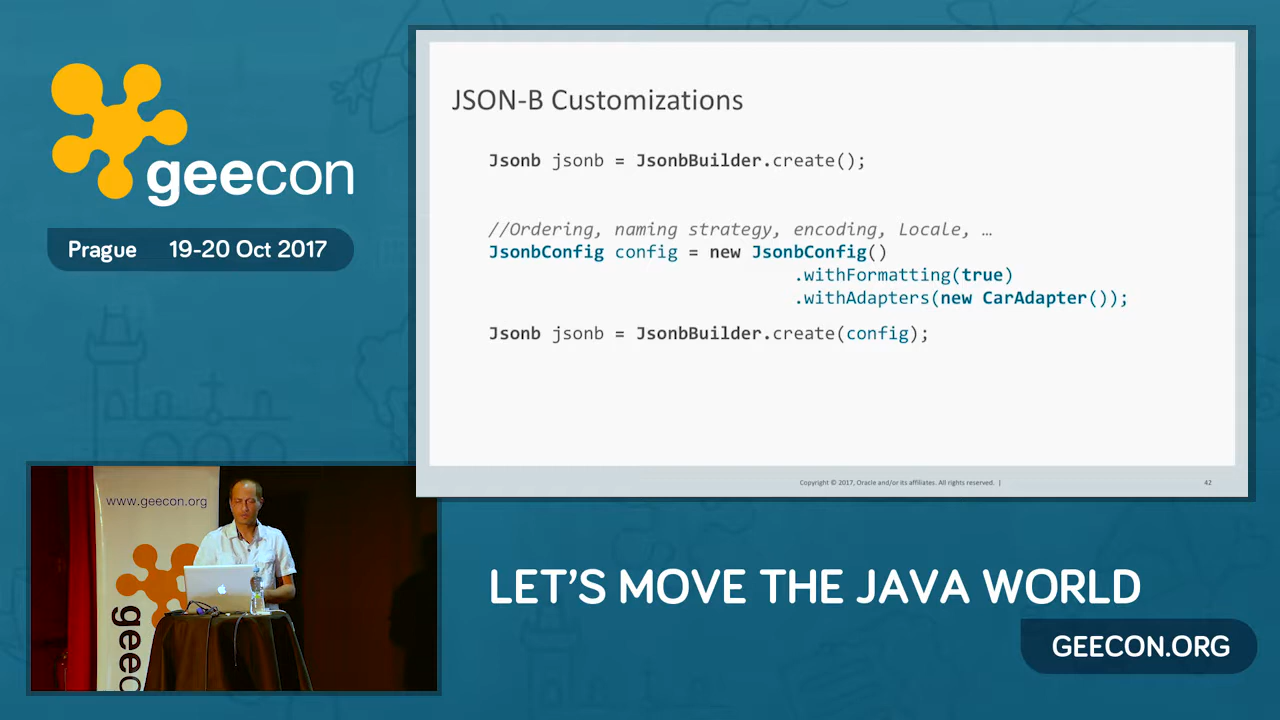 geecon
Prague 19-20 Oct 2017
JSON-B Customizations
Jsonb jsonb = JsonbBuilder.create();
//Ordering, naming strategy, encoding, Locale, …
JsonbConfig config = new JsonbConfig()
.withFormatting(true)
.withAdapters(new CarAdapter());
Jsonb jsonb = JsonbBuilder.create(config);
Copyright © 2017, Oracle and/or its affiliates. All rights reserved. |
42
www.geecon.org
geeco
LET'S MOVE THE JAVA WORLD
GEECON.ORG